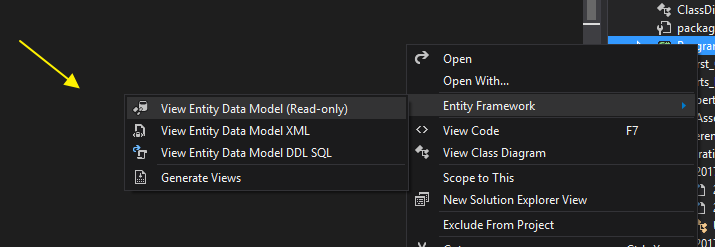 ClassDi
packag
Open
Open With...
View Entity Data Model (Read-only)
Entity Framework
View Entity Data Model XML
View Code F7
View Entity Data Model DDL SQL
View Class Diagram
Generate Views
Scope to This
New Solution Explorer View
Exclude From Project